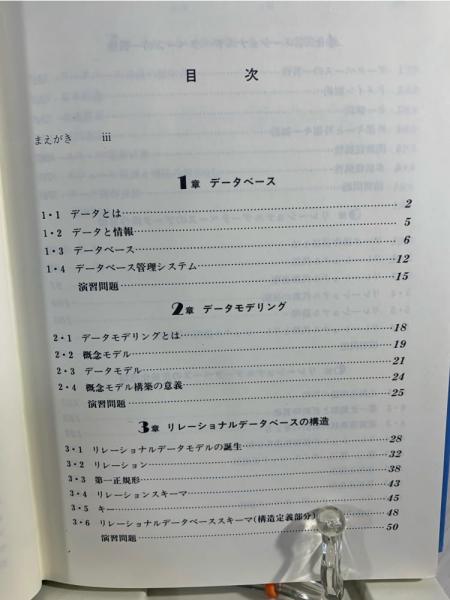 目　次
まえがき　iii
1章 データベース
1・1 データとは……2
1・2 データと情報……5
1・3 データベース……6
1・4 データベース管理システム……12
演習問題……15
2章 データモデリング
2・1 データモデリングとは……18
2・2 概念モデル……19
2・3 データモデル……21
2・4 概念モデル構築の意義……24
演習問題……25
3章 リレーショナルデータベースの構造
3・1 リレーショナルデータモデルの誕生……28
3・2 リレーション……32
3・3 第一正規形……38
3・4 リレーションスキーマ……43
3・5 キー……45
3・6 リレーショナルデータベーススキーマ(構造定義部分)……48
演習問題……50